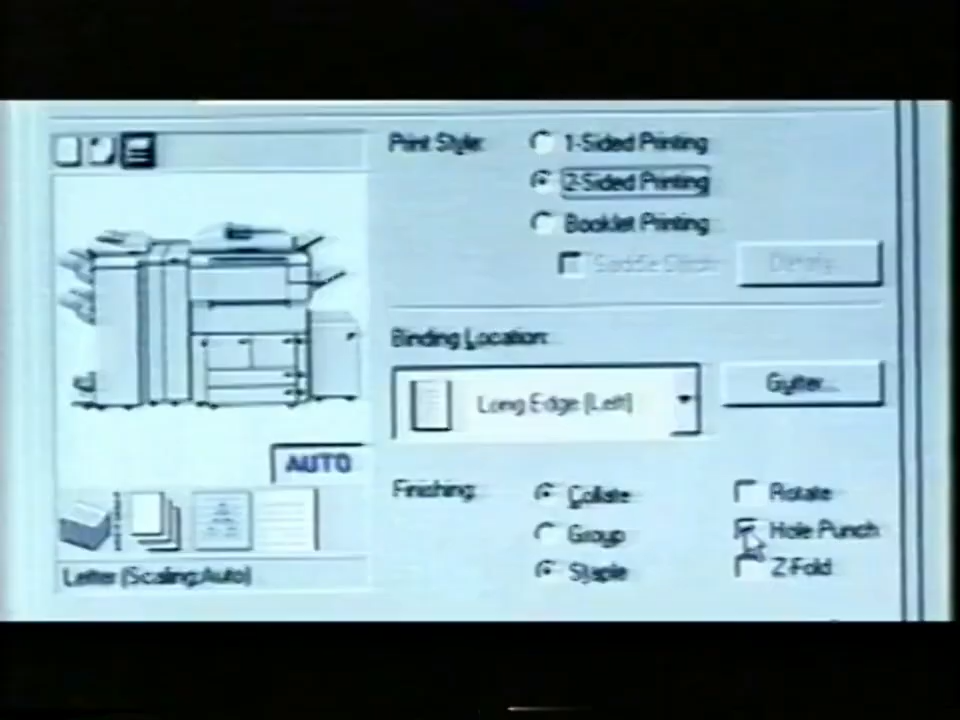 Print Style:
1-Sided Printing
2-Sided Printing
Booklet Printing
Binding Location:
Long Edge (Left)
Gutter...
AUTO
Finishing:
Collate
Group
Staple
Rotate
Hole Punch
Z-Fold
Letter (Scaling:Auto)